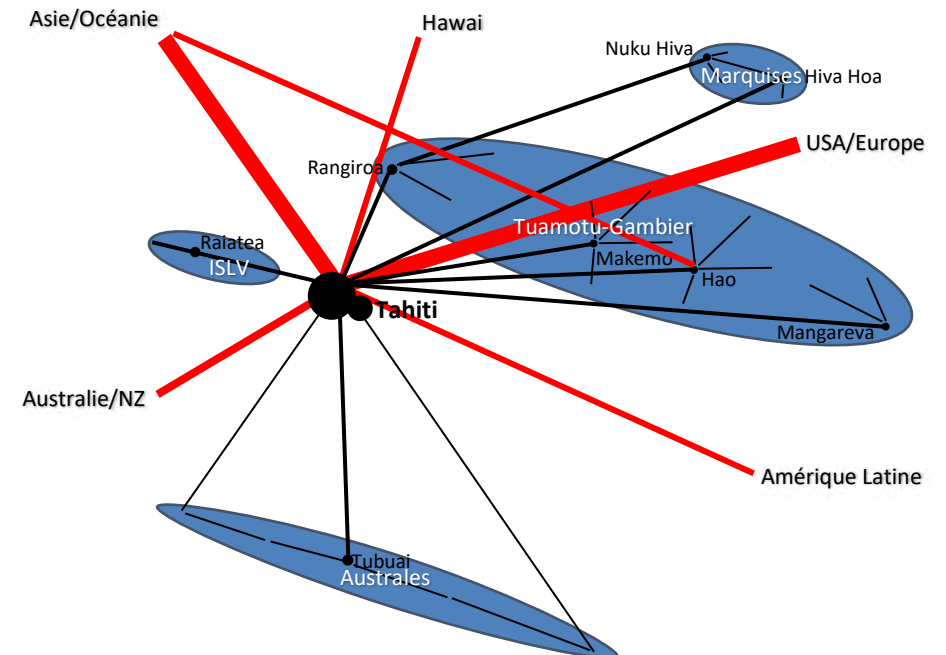 Asie/Océanie
Hawai
Nuku Hiva
Marquises
Hiva Hoa
USA/Europe
Rangiroa
Tuamotu-Gambier
Raiatea
ISLV
Makemo
Hao
Tahiti
Mangareva
Australie/NZ
Amérique Latine
Tubuai
Australes